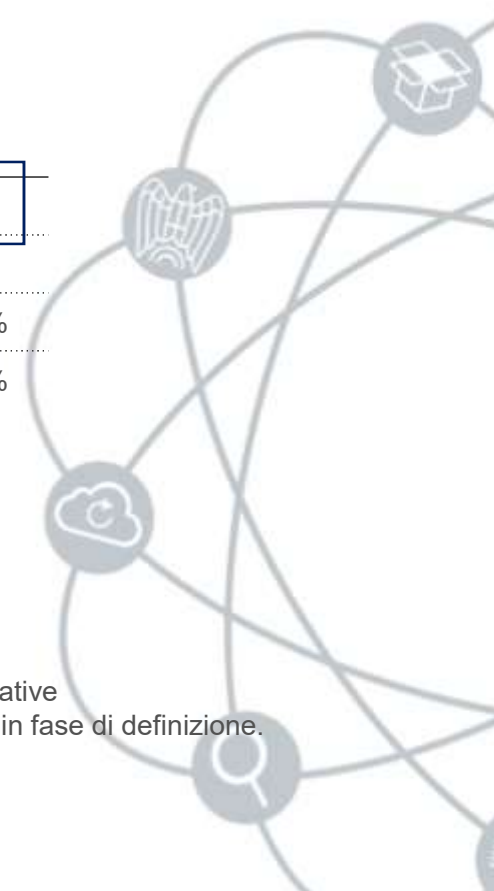 %
%
ative
in fase di definizione.